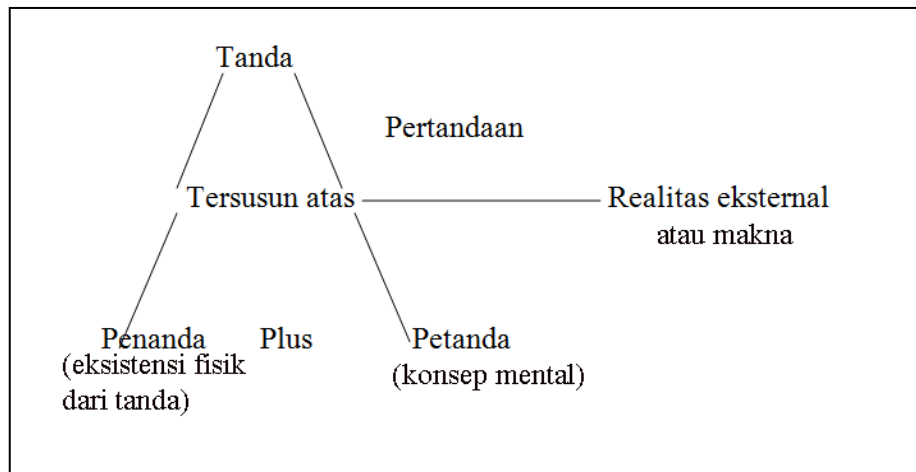 Tanda
Pertandaan
Tersusun atas
Realitas eksternal
atau makna
Penanda
Plus
Petanda
(eksistensi fisik
dari tanda)
(konsep mental)